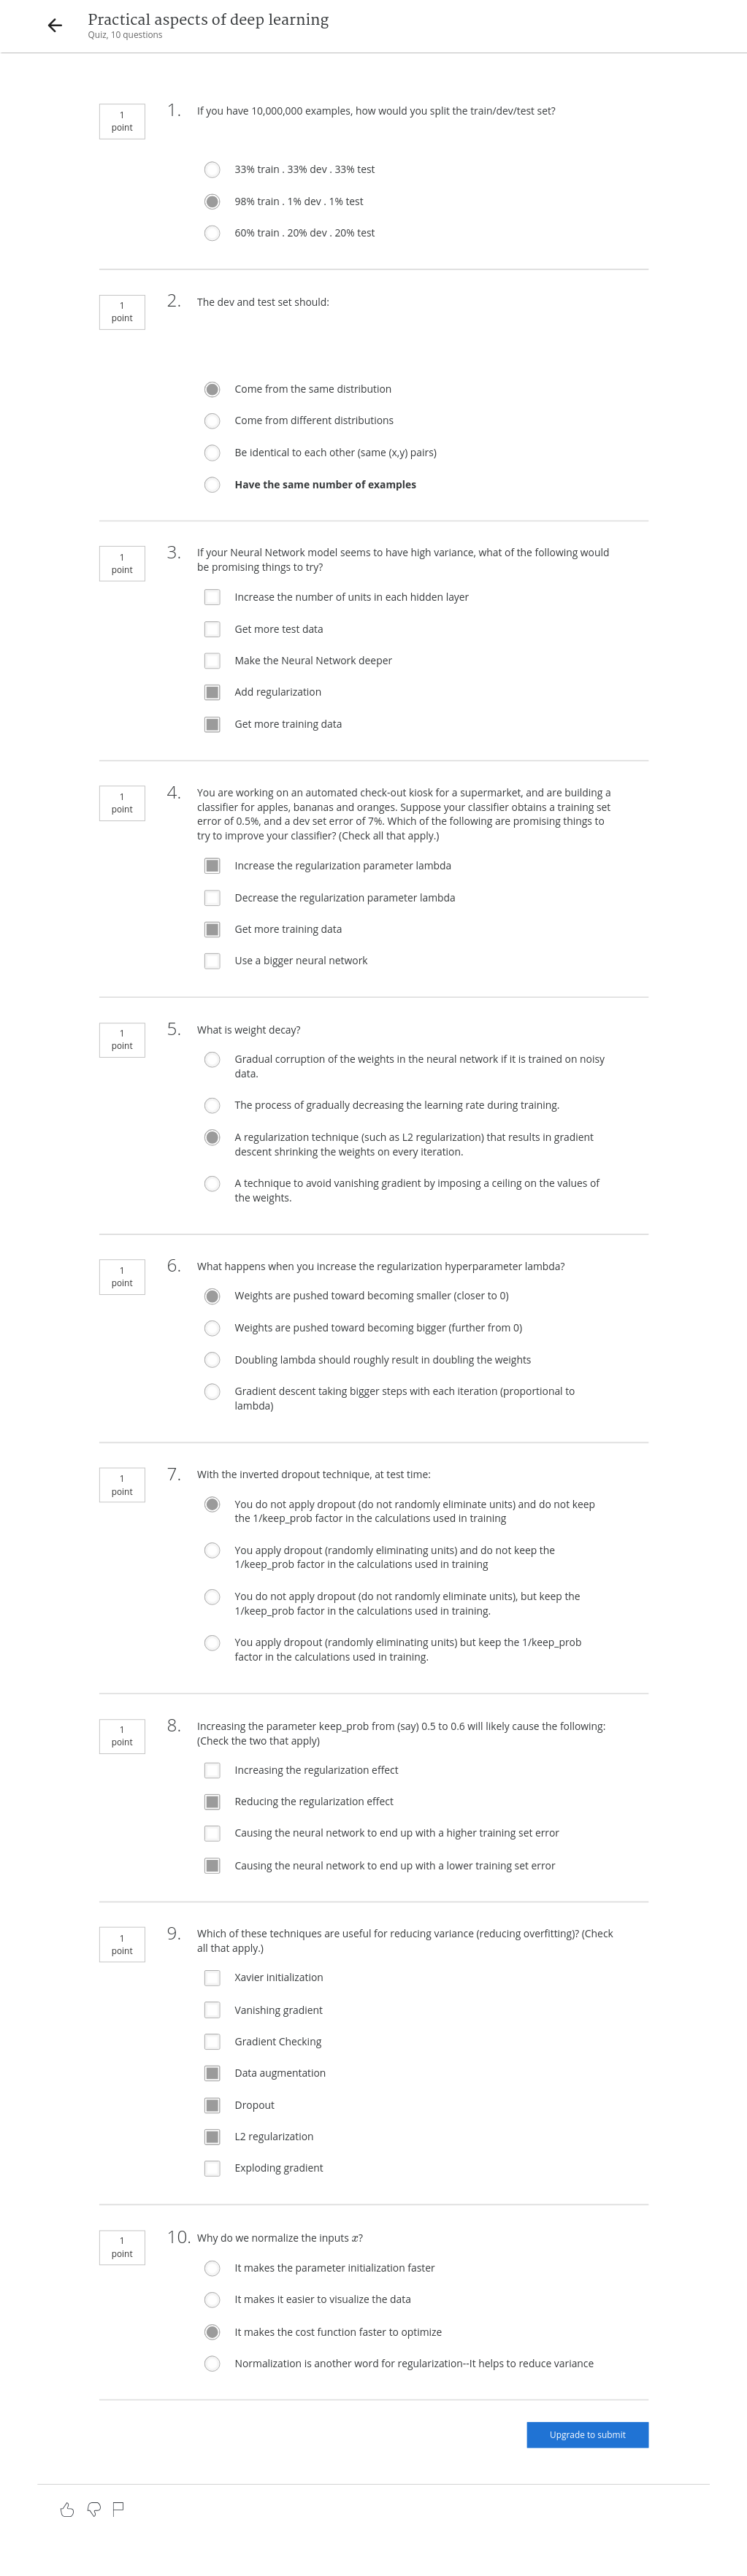 Practical aspects of deep learning
Quiz, 10 questions
1
point
1. If you have 10,000,000 examples, how would you split the train/dev/test set?
33% train . 33% dev . 33% test
98% train . 1% dev . 1% test
60% train . 20% dev . 20% test
1
point
2. The dev and test set should:
Come from the same distribution
Come from different distributions
Be identical to each other (same (x,y) pairs)
Have the same number of examples
1
point
3. If your Neural Network model seems to have high variance, what of the following would
be promising things to try?
Increase the number of units in each hidden layer
Get more test data
Make the Neural Network deeper
Add regularization
Get more training data
1
point
4. You are working on an automated check-out kiosk for a supermarket, and are building a
classifier for apples, bananas and oranges. Suppose your classifier obtains a training set
error of 0.5%, and a dev set error of 7%. Which of the following are promising things to
try to improve your classifier? (Check all that apply.)
Increase the regularization parameter lambda
Decrease the regularization parameter lambda
Get more training data
Use a bigger neural network
1
point
5. What is weight decay?
Gradual corruption of the weights in the neural network if it is trained on noisy
data.
The process of gradually decreasing the learning rate during training.
A regularization technique (such as L2 regularization) that results in gradient
descent shrinking the weights on every iteration.
A technique to avoid vanishing gradient by imposing a ceiling on the values of
the weights.
1
point
6. What happens when you increase the regularization hyperparameter lambda?
Weights are pushed toward becoming smaller (closer to 0)
Weights are pushed toward becoming bigger (further from 0)
Doubling lambda should roughly result in doubling the weights
Gradient descent taking bigger steps with each iteration (proportional to
lambda)
1
point
7. With the inverted dropout technique, at test time:
You do not apply dropout (do not randomly eliminate units) and do not keep
the 1/keep_prob factor in the calculations used in training
You apply dropout (randomly eliminating units) and do not keep the
1/keep_prob factor in the calculations used in training
You do not apply dropout (do not randomly eliminate units), but keep the
1/keep_prob factor in the calculations used in training.
You apply dropout (randomly eliminating units) but keep the 1/keep_prob
factor in the calculations used in training.
1
point
8. Increasing the parameter keep_prob from (say) 0.5 to 0.6 will likely cause the following:
(Check the two that apply)
Increasing the regularization effect
Reducing the regularization effect
Causing the neural network to end up with a higher training set error
Causing the neural network to end up with a lower training set error
1
point
9. Which of these techniques are useful for reducing variance (reducing overfitting)? (Check
all that apply.)
Xavier initialization
Vanishing gradient
Gradient Checking
Data augmentation
Dropout
L2 regularization
Exploding gradient
1
point
10. Why do we normalize the inputs x?
It makes the parameter initialization faster
It makes it easier to visualize the data
It makes the cost function faster to optimize
Normalization is another word for regularization--It helps to reduce variance
Upgrade to submit